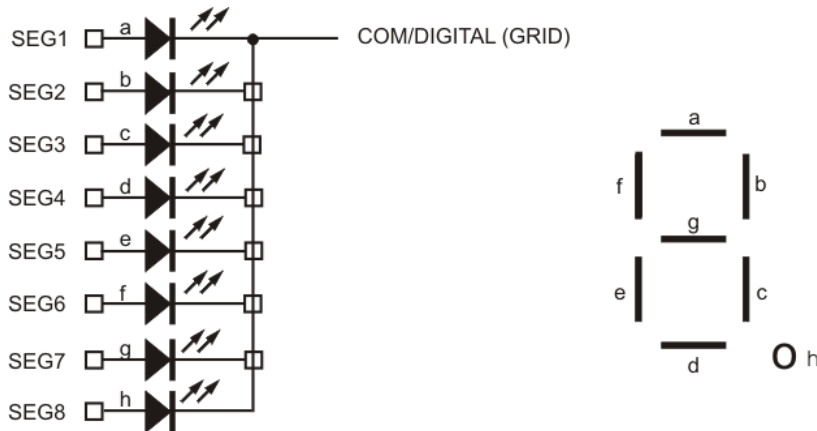 SEG1 a COM/DIGITAL (GRID)
SEG2 b
SEG3 c
SEG4 d
SEG5 e
SEG6 f
SEG7 g
SEG8 h
a
f b
g
e c
d h